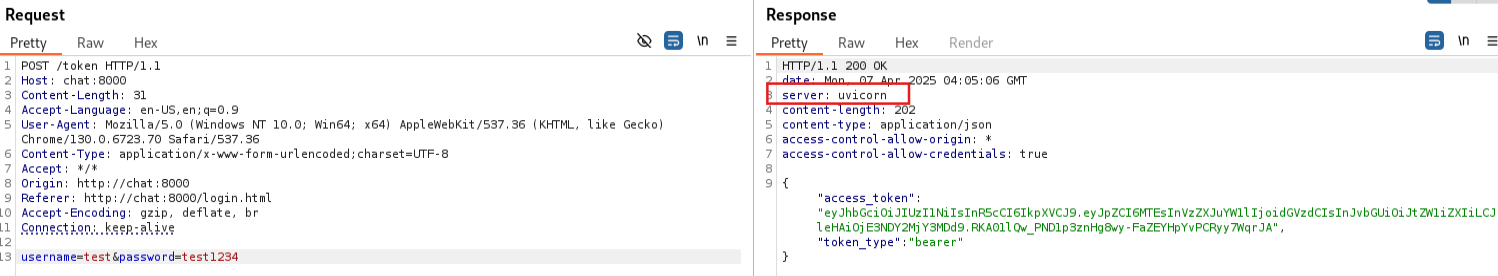 Request
Pretty Raw Hex
\n
1 POST /token HTTP/1.1
2 Host: chat:8000
3 Content-Length: 31
4 Accept-Language: en-US,en;q=0.9
5 User-Agent: Mozilla/5.0 (Windows NT 10.0; Win64; x64) AppleWebKit/537.36 (KHTML, like Gecko)
Chrome/130.0.6723.70 Safari/537.36
6 Content-Type: application/x-www-form-urlencoded;charset=UTF-8
7 Accept: */*
8 Origin: http://chat:8000
9 Referer: http://chat:8000/login.html
10 Accept-Encoding: gzip, deflate, br
11 Connection: keep-alive
12
13 username=test&password=test1234
Response
Pretty Raw Hex Render
\n
1 HTTP/1.1 200 OK
2 date: Mon, 07 Apr 2025 04:05:06 GMT
3 server: uvicorn
4 content-length: 202
5 content-type: application/json
6 access-control-allow-origin: *
7 access-control-allow-credentials: true
8
9 {
"access_token":
"eyJhbGciOiJIUzI1NiIsInR5cCI6IkpXVCJ9.eyJpZCI6MTEsInVzZXJuYW1lIjoidGVzdCIsInJvbGUiOiJtZW1iZXIiLCJ
leHAiOjE3NDY2MjY3MDd9.RKA01lQw_PND1p3znHg8wy-FaZEYHpYvPCRyy7WqrJA",
"token_type":"bearer"
}